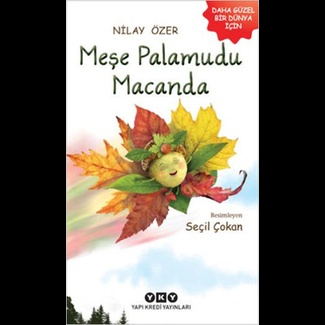 DAHA GÜZEL
BİR DÜNYA
İÇİN
NİLAY ÖZER
Meşe Palamudu
Macanda
Resimleyen
Seçil Çokan
YKY
YAPI KREDİ YAYINLARI